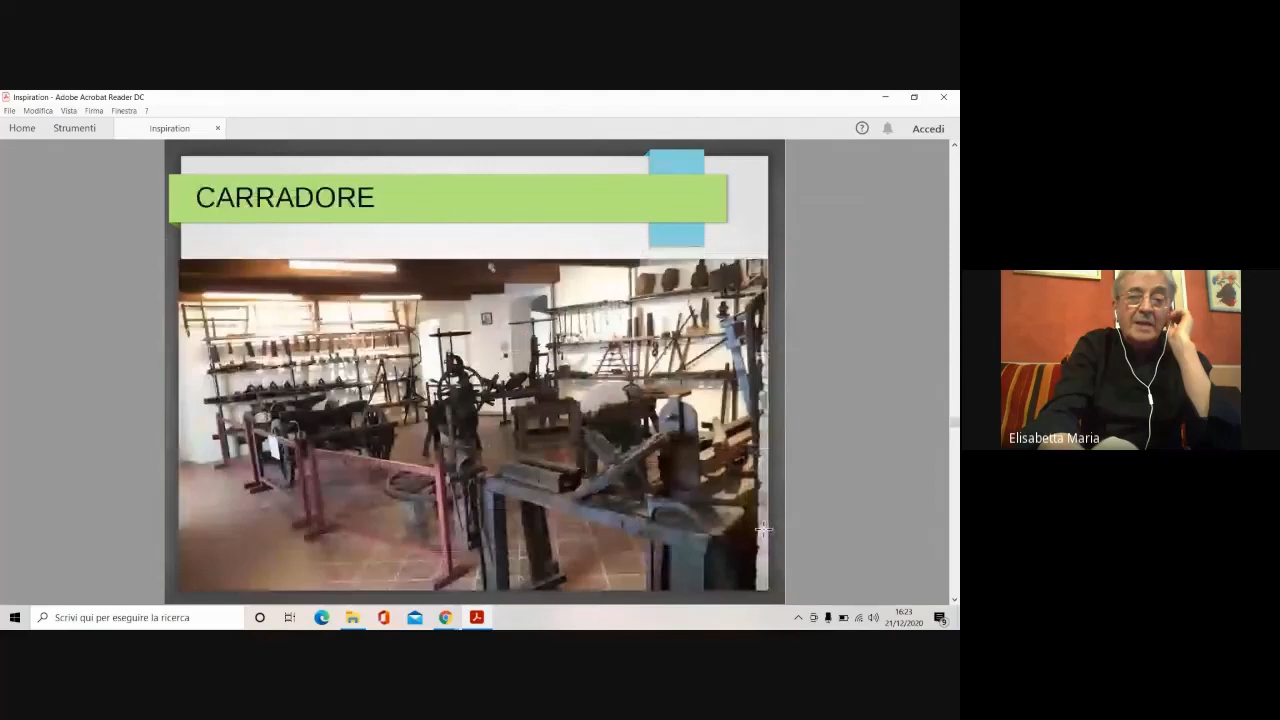 Inspiration - Adobe Acrobat Reader DC
File Modifica Vista Firma Finestra ?
Home Strumenti Inspiration × ? Accedi
CARRADORE
Elisabetta Maria
Scrivi qui per eseguire la ricerca
16:23
21/12/2020
9